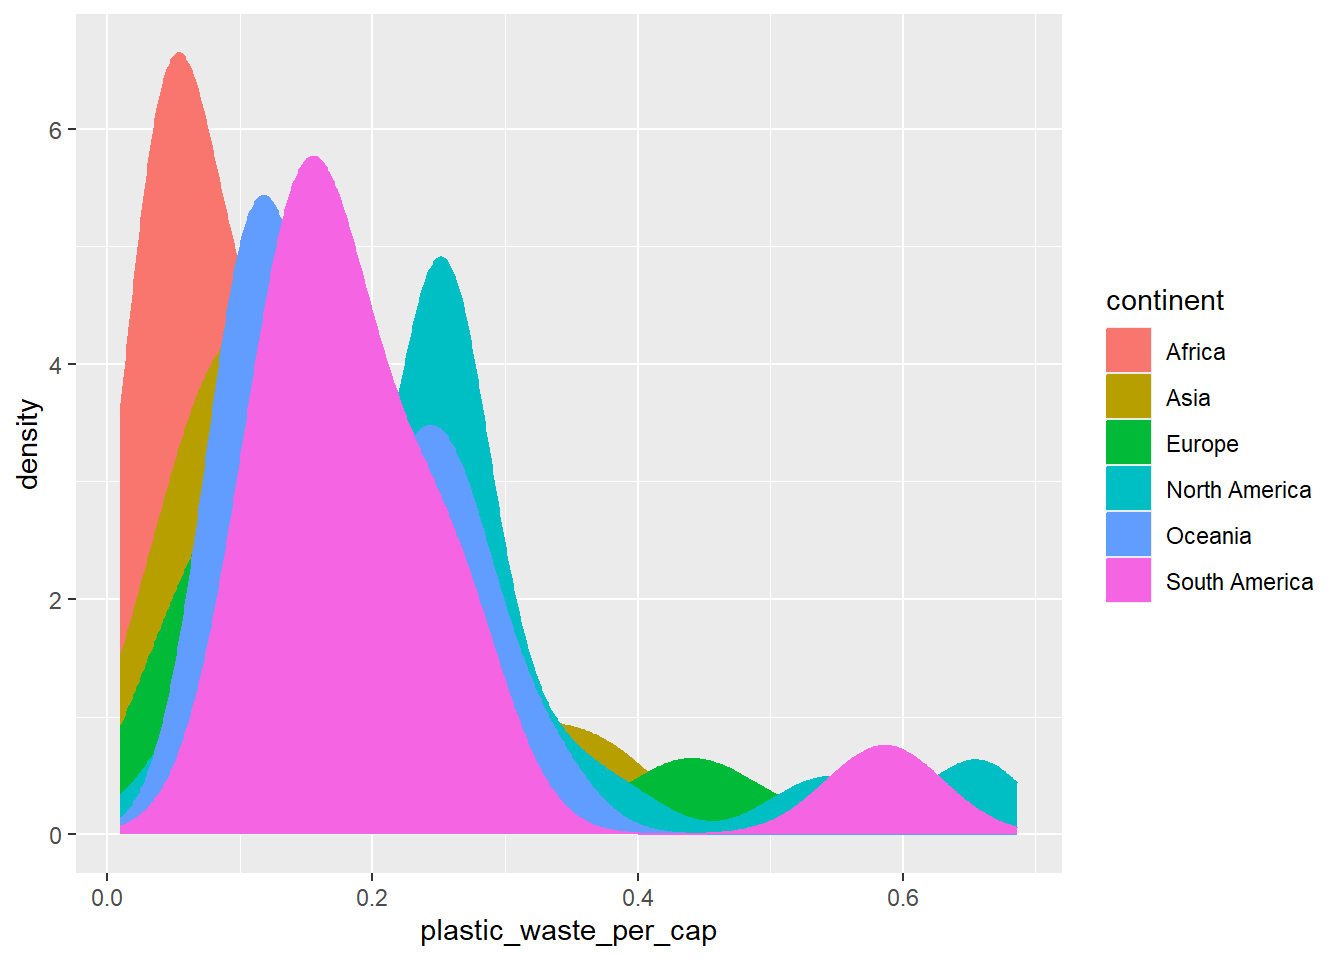 6
4
2
0
density
0.0 0.2 0.4 0.6
plastic_waste_per_cap
continent
Africa
Asia
Europe
North America
Oceania
South America